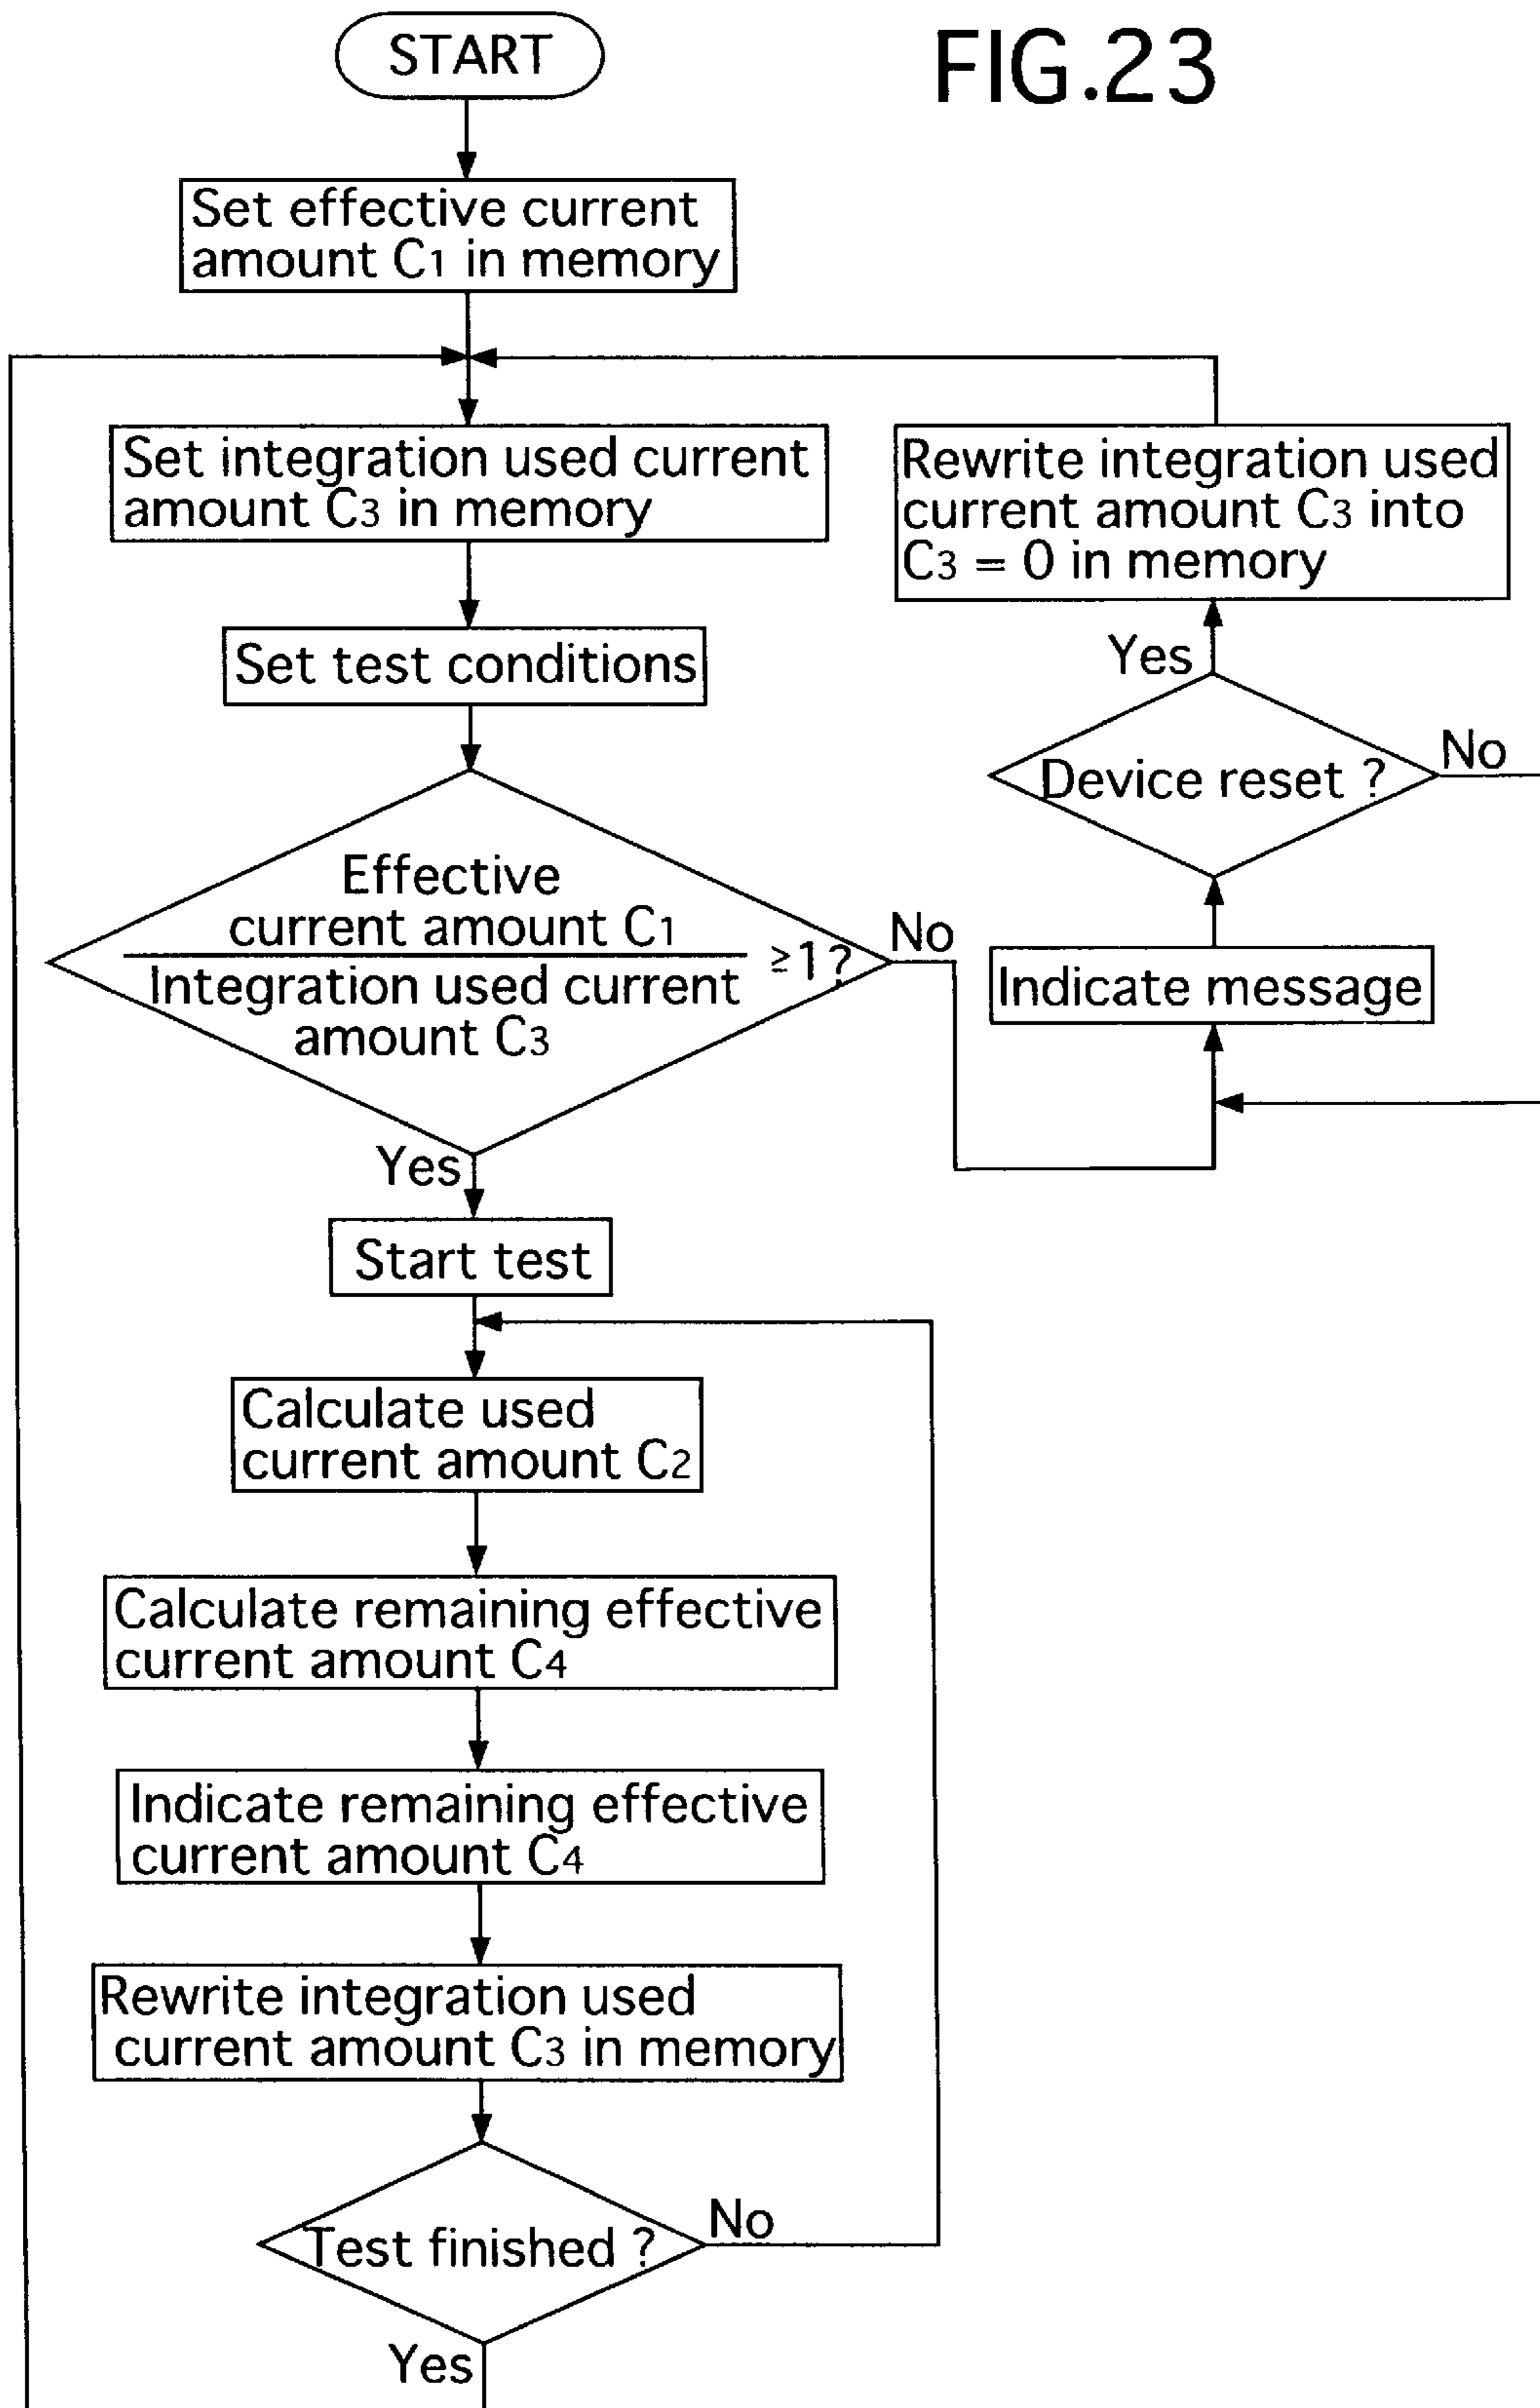 FIG.23
START
Set effective current
amount C1 in memory
Set integration used current
amount C3 in memory
Set test conditions
Effective
current amount C1
Integration used current
amount C3
≥1?
No
Yes
Start test
Calculate used
current amount C2
Calculate remaining effective
current amount C4
Indicate remaining effective
current amount C4
Rewrite integration used
current amount C3 in memory
Test finished ?
No
Yes
Rewrite integration used
current amount C3 into
C3 = 0 in memory
Yes
Device reset ?
No
Indicate message